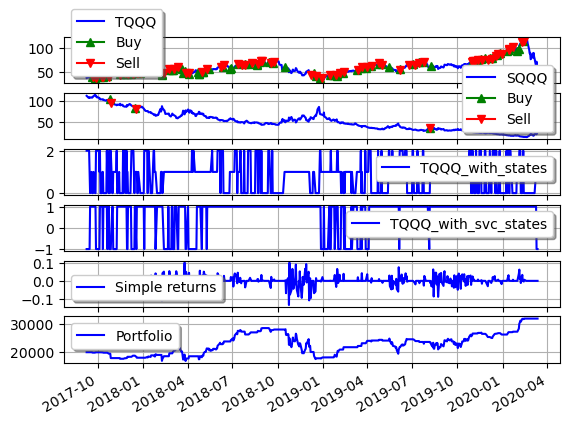 TQQQ
Buy
Sell
100
50
SQQQ
Buy
Sell
100
50
2
0
TQQQ_with_states
1
0
−1
TQQQ_with_svc_states
0.1
0.0
−0.1
Simple returns
30000
20000
Portfolio
2017-10
2018-01
2018-04
2018-07
2018-10
2019-01
2019-04
2019-07
2019-10
2020-01
2020-04